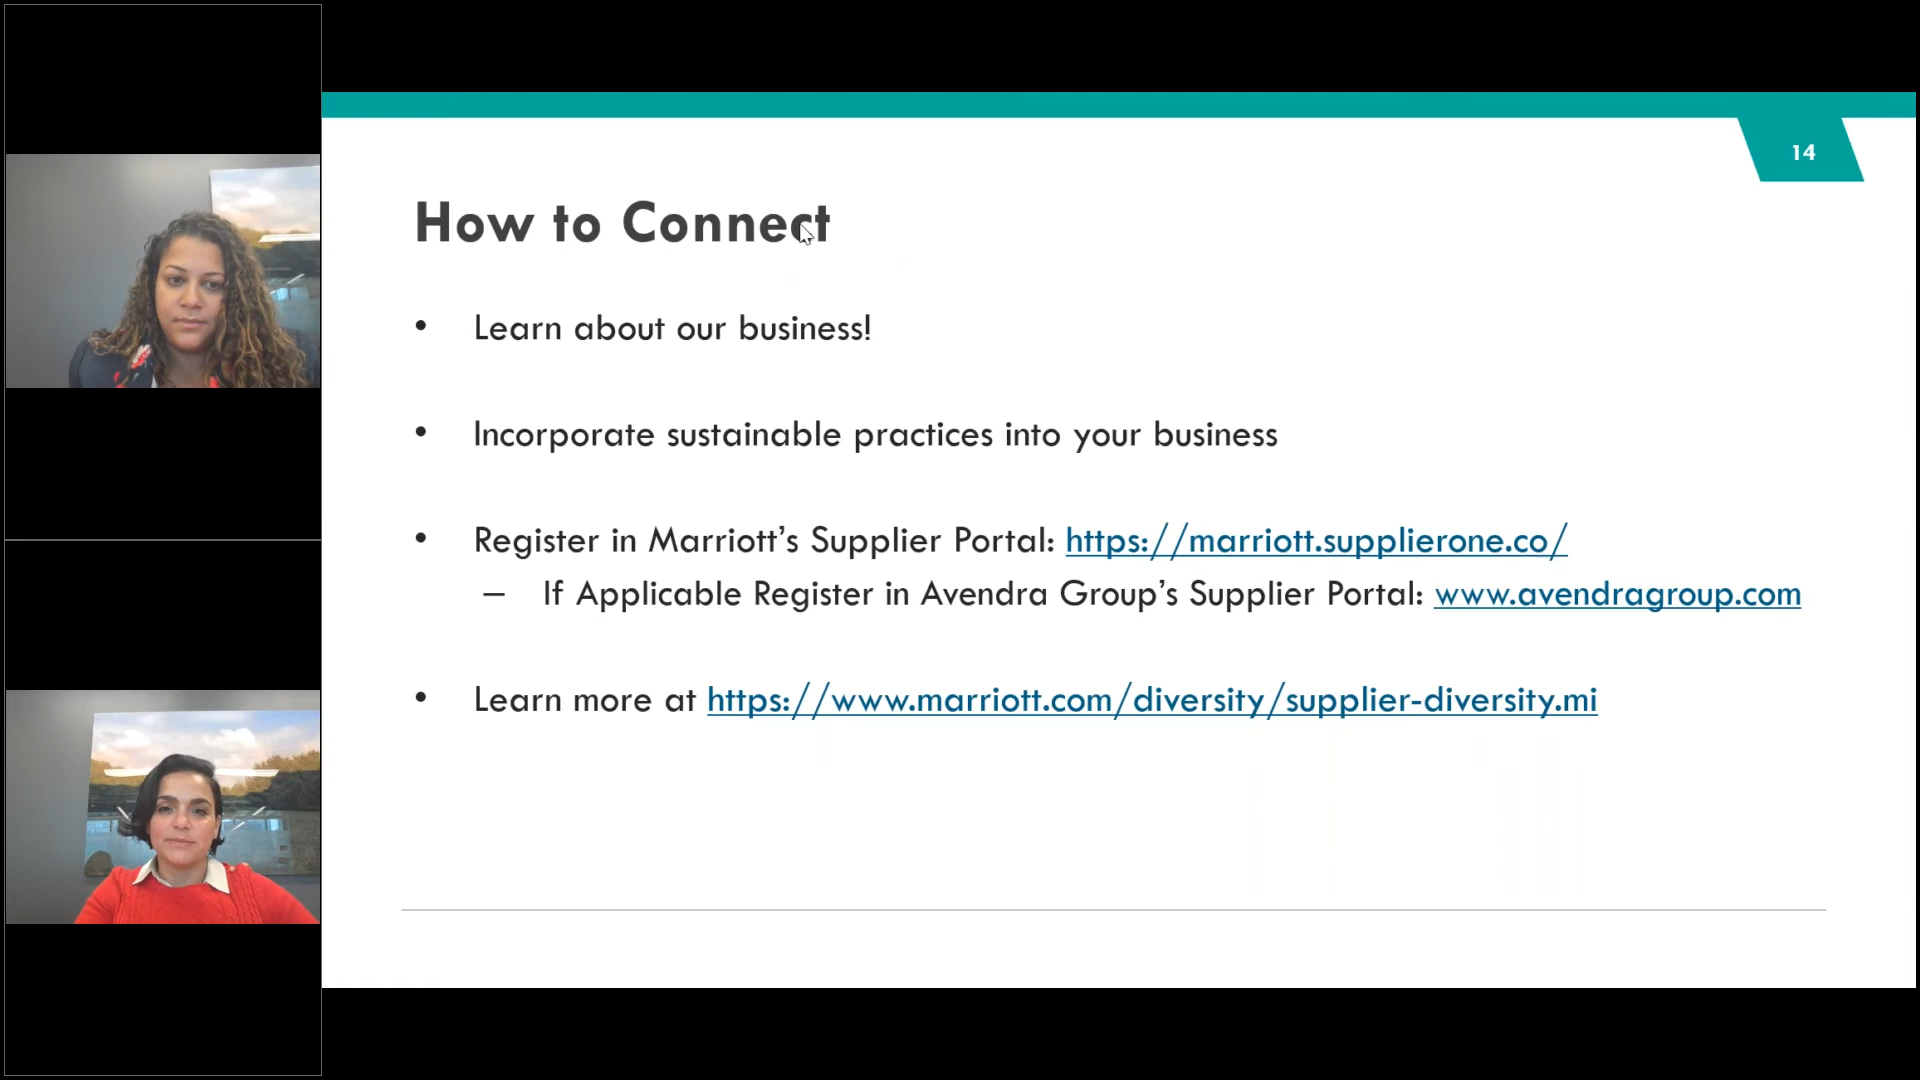 14
How to Connect
• Learn about our business!
• Incorporate sustainable practices into your business
• Register in Marriott’s Supplier Portal: https://marriott.supplierone.co/
– If Applicable Register in Avendra Group’s Supplier Portal: www.avendragroup.com
• Learn more at https://www.marriott.com/diversity/supplier-diversity.mi